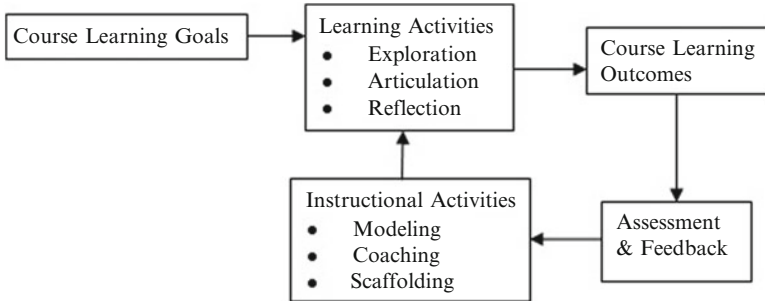 Course Learning Goals
Learning Activities
● Exploration
● Articulation
● Reflection
Course Learning
Outcomes
Instructional Activities
● Modeling
● Coaching
● Scaffolding
Assessment
& Feedback